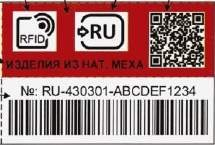 RFID
RU
ИЗДЕЛИЯ ИЗ НАТ. МЕХА
№: RU-430301-ABCDEF1234